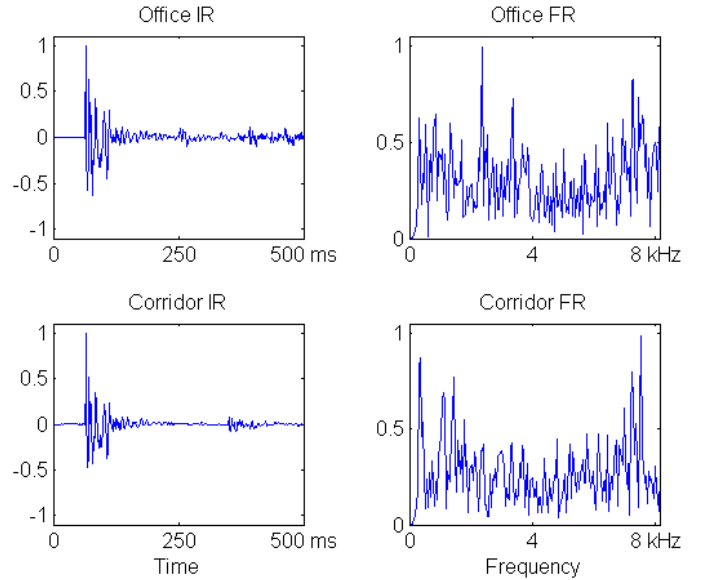 Office IR
Office FR
1
0.5
0
-0.5
-1
0
250
500 ms
1
0.5
0
0
4
8 kHz
Corridor IR
Corridor FR
1
0.5
0
-0.5
-1
0
250
500 ms
Time
1
0.5
0
0
4
8 kHz
Frequency